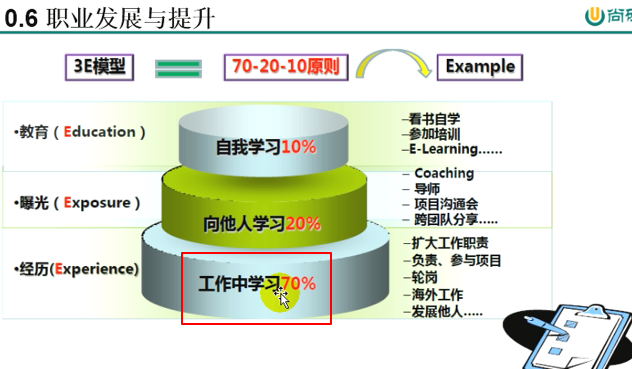 0.6 职业发展与提升
U 尚
3E模型
70-20-10原则
Example
•教育（Education）
自我学习10%
–看书自学
–参加培训
–E-Learning......
•曝光（Exposure）
向他人学习20%
– Coaching
– 导师
– 项目沟通会
– 跨团队分享.....
•经历(Experience)
工作中学习70%
–扩大工作职责
–负责、参与项目
–轮岗
–海外工作
–发展他人.....